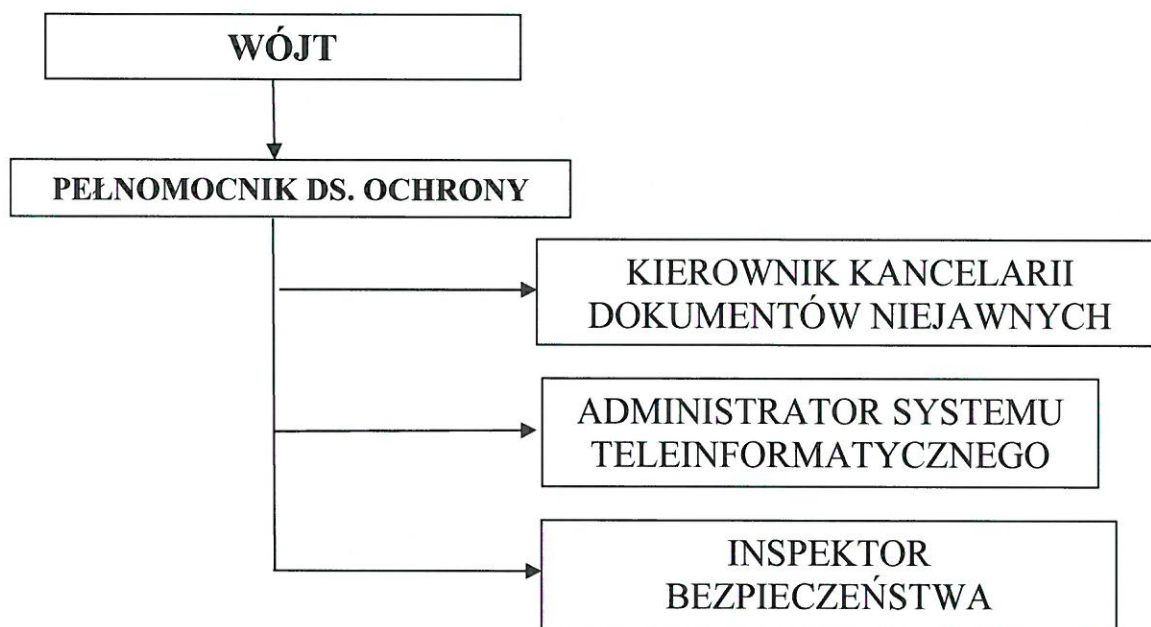 WÓJT
PEŁNOMOCNIK DS. OCHRONY
KIEROWNIK KANCELARII
DOKUMENTÓW NIEJAWNYCH
ADMINISTRATOR SYSTEMU
TELEINFORMATYCZNEGO
INSPEKTOR
BEZPIECZEŃSTWA